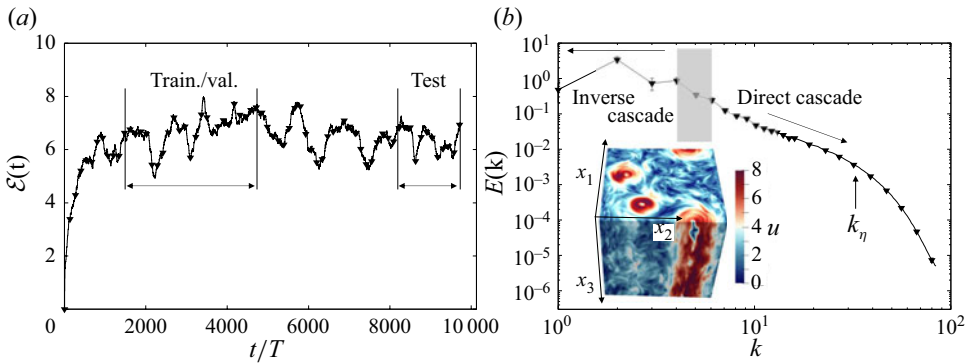 (a)
10
8
6
4
2
0
ℰ(t)
Train./val.
Test
2000
4000
6000
8000
10 000
t/T
(b)
10¹
10⁰
10⁻¹
10⁻²
10⁻³
10⁻⁴
10⁻⁵
10⁻⁶
E(k)
Inverse
cascade
Direct cascade
x₁
x₂
x₃
8
6
4
2
0
u
kη
10⁰
10¹
10²
k